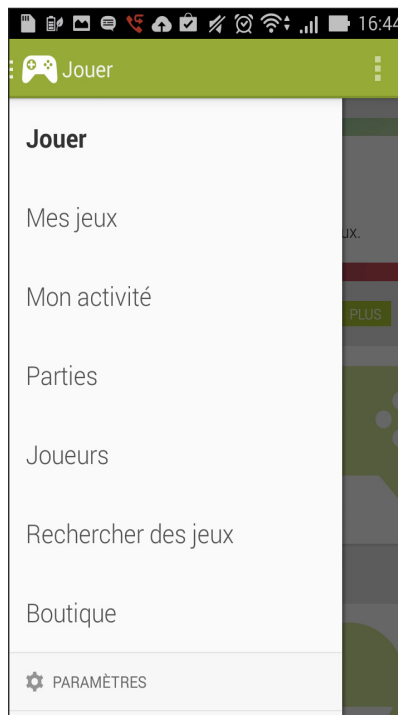 16:44
Jouer
Jouer
Mes jeux
ux.
Mon activité
PLUS
Parties
Joueurs
Rechercher des jeux
Boutique
PARAMÈTRES